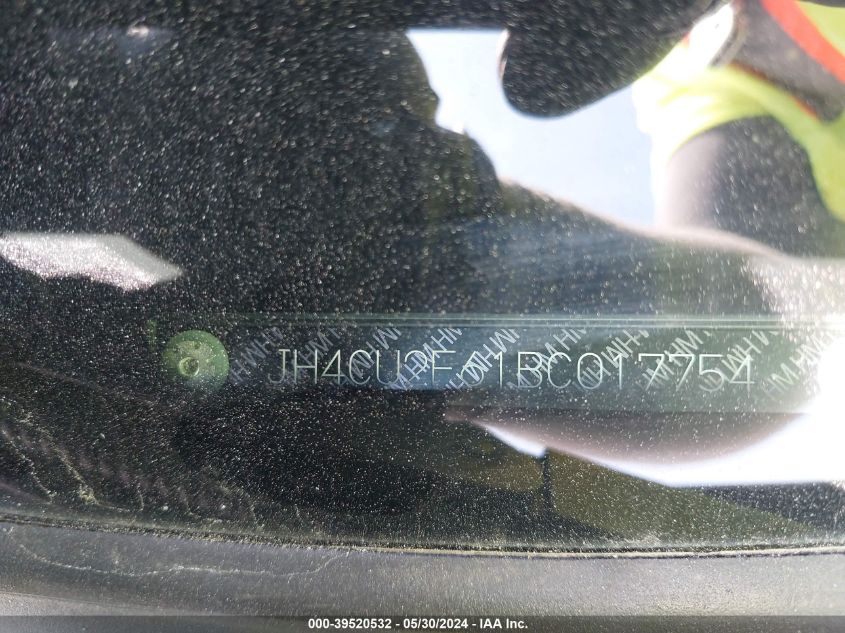 JH4CU2F61BC017754
000-39520532 - 05/30/2024 - IAA Inc.